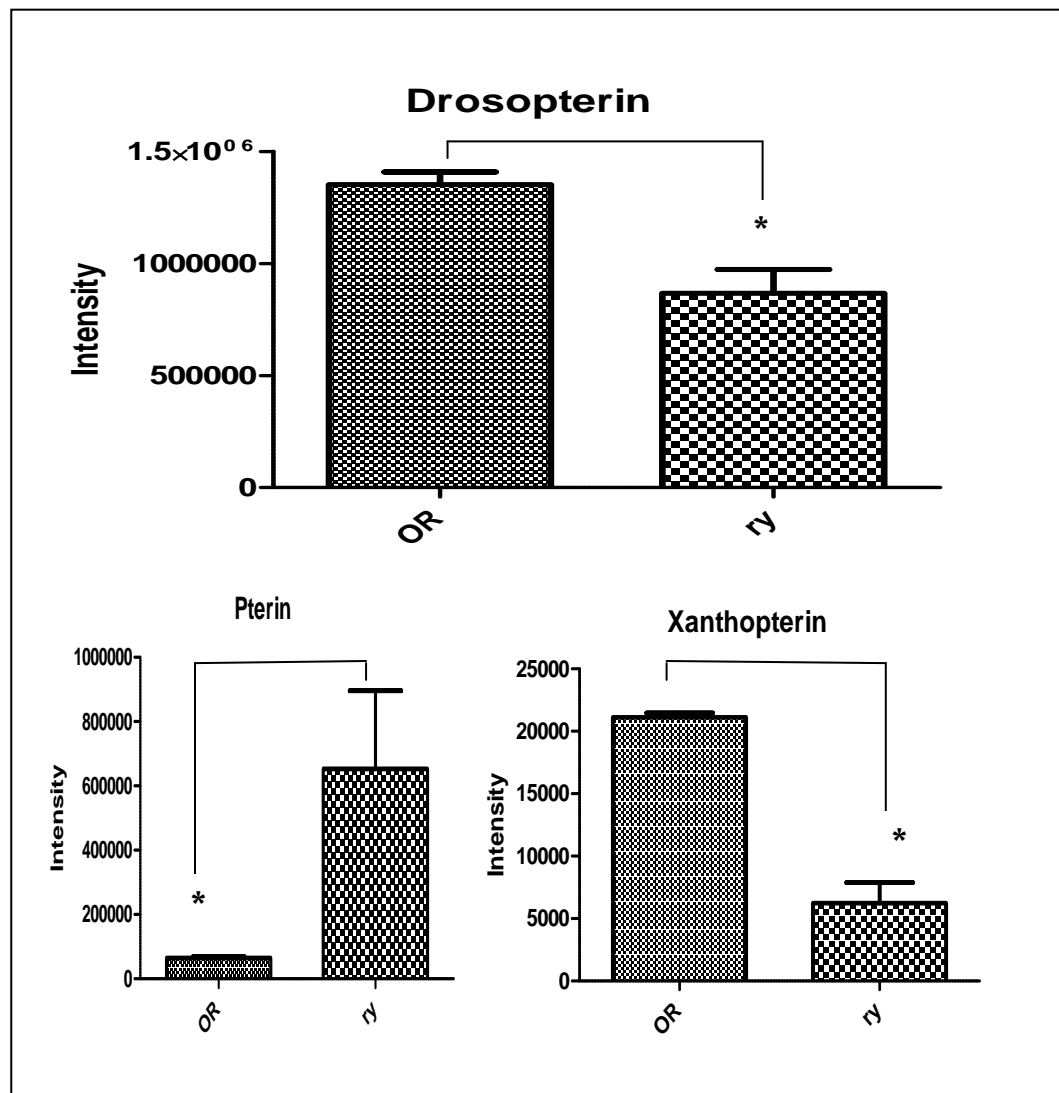 Drosopterin
1.5×10⁰⁶
1000000
500000
0
Intensity
OR
ry
*
Pterin
1000000
800000
600000
400000
200000
0
Intensity
OR
ry
*
Xanthopterin
25000
20000
15000
10000
5000
0
Intensity
OR
ry
*